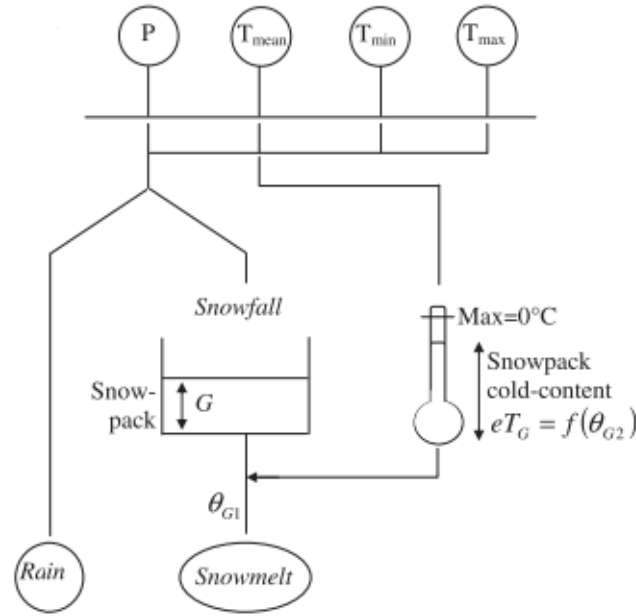 P
T_mean
T_min
T_max
Snowfall
Max=0°C
Snow-
pack
G
Snowpack
cold-content
eT_G = f(θ_G2)
θ_G1
Rain
Snowmelt